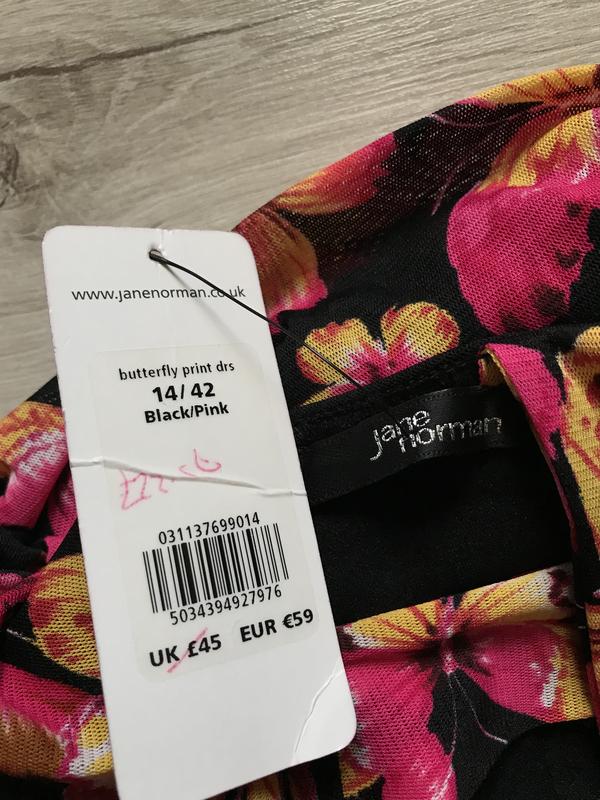 www.janenorman.co.uk
butterfly print drs
14/42
Black/Pink
031137699014
5034394927976
UK £45 EUR €59
jane
norman